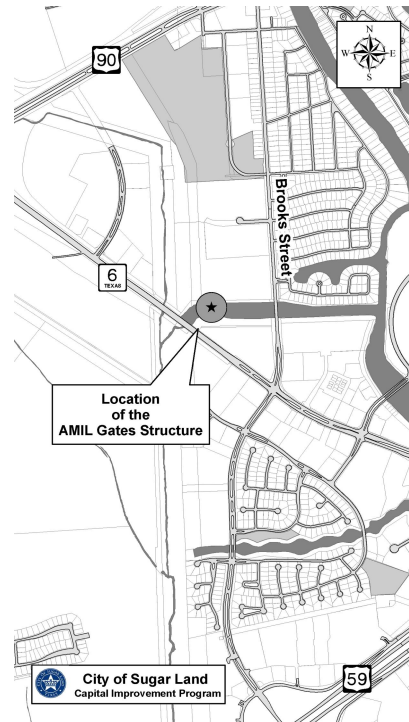 90
N
W E
S
Brooks Street
6
TEXAS
Location
of the
AMIL Gates Structure
City of Sugar Land
Capital Improvement Program
59